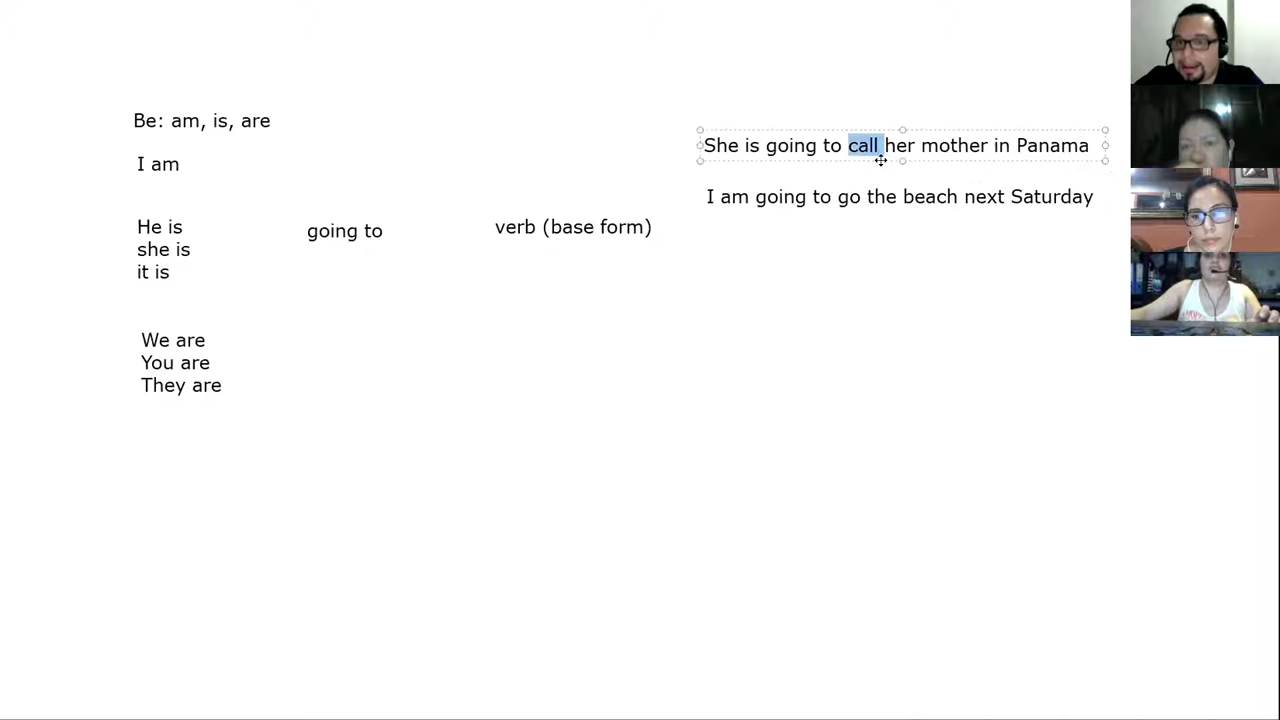 Be: am, is, are
I am
He is
she is
it is
going to
verb (base form)
We are
You are
They are
She is going to call her mother in Panama
I am going to go the beach next Saturday